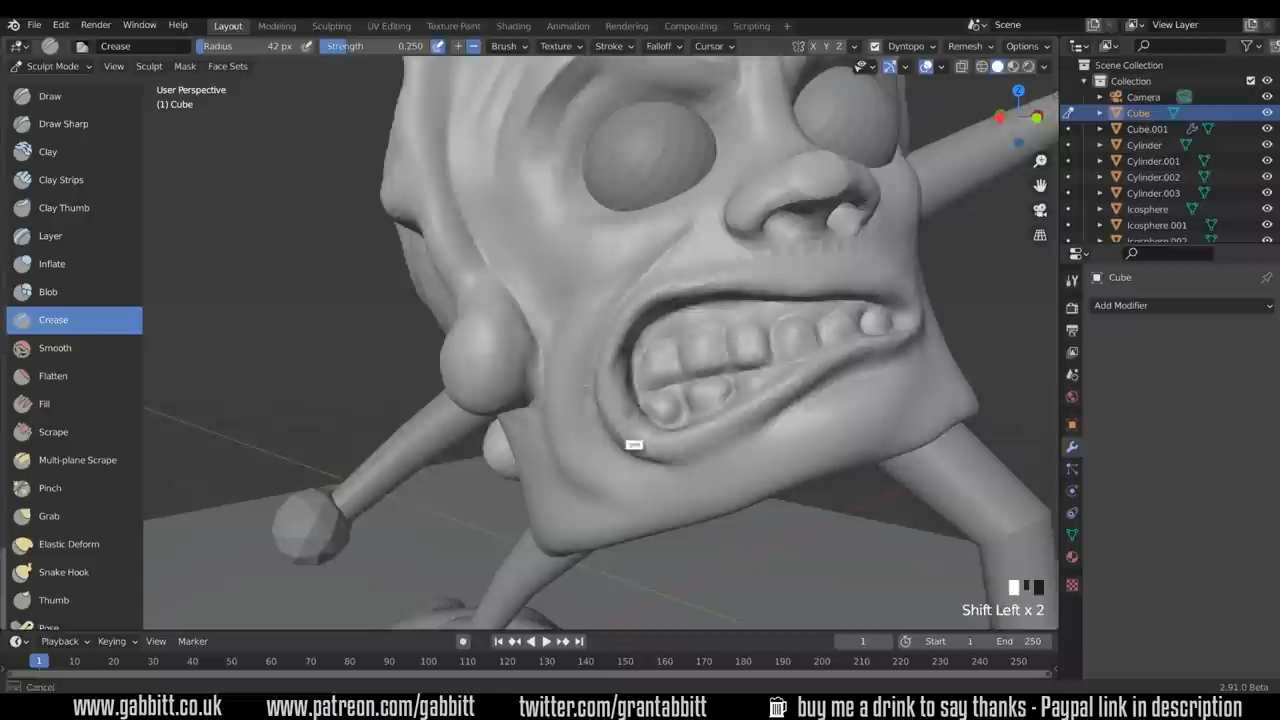 File Edit Render Window Help Layout Modeling Sculpting UV Editing Texture Paint Shading Animation Rendering Compositing Scripting + Scene View Layer
Crease Radius 42 px Strength 0.250 Brush Texture Stroke Falloff Cursor X Y Z Dyntopo Remesh Options
Sculpt Mode View Sculpt Mask Face Sets
Scene Collection
Collection
Camera
Cube
Cube.001
Cylinder
Cylinder.001
Cylinder.002
Cylinder.003
Icosphere
Icosphere.001
Icosphere.002
User Perspective
(1) Cube
Z
Draw
Draw Sharp
Clay
Clay Strips
Clay Thumb
Layer
Inflate
Blob
Crease
Smooth
Flatten
Fill
Scrape
Multi-plane Scrape
Pinch
Grab
Elastic Deform
Snake Hook
Thumb
Pose
Cube
Add Modifier
Shift Left x 2
Playback Keying View Marker 1 Start 1 End 250
1 10 20 30 40 50 60 70 80 90 100 110 120 130 140 150 160 170 180 190 200 210 220 230 240 250
Cancel 2.91.0 Beta
www.gabbitt.co.uk www.patreon.com/gabbitt twitter.com/grantabbitt buy me a drink to say thanks - Paypal link in description